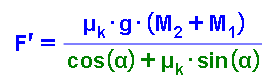 F' = μₖ·g·(M₂ + M₁)
cos(α) + μₖ·sin(α)